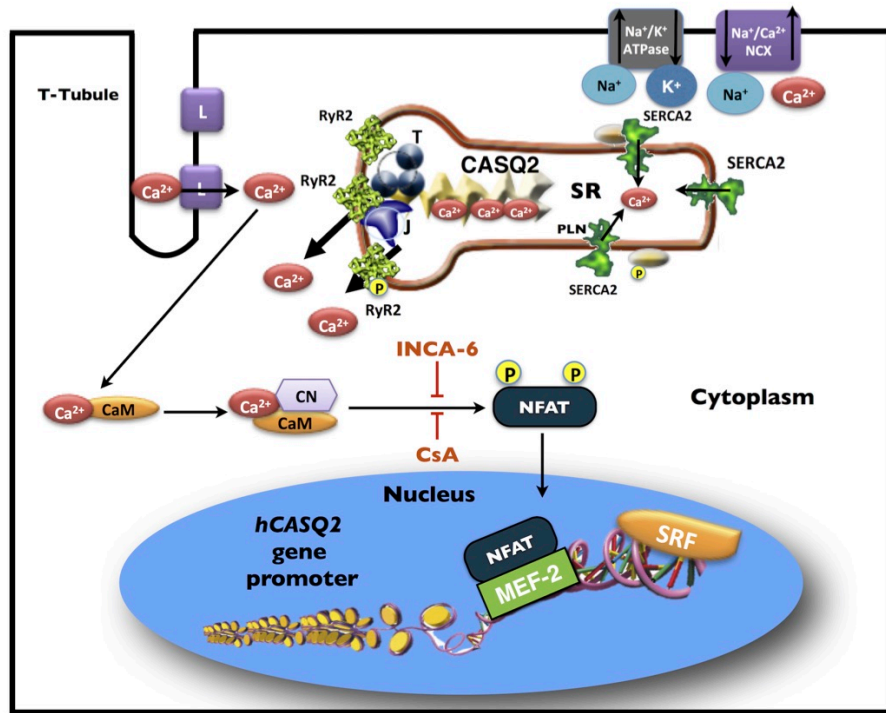 Na⁺/K⁺
ATPase
Na⁺/Ca²⁺
NCX
Na⁺
K⁺
Na⁺
Ca²⁺
T-Tubule
L
Ca²⁺
L
Ca²⁺
RyR2
T
CASQ2
SERCA2
RyR2
SR
SERCA2
Ca²⁺
Ca²⁺
Ca²⁺
Ca²⁺
J
PLN
P
SERCA2
P
RyR2
Ca²⁺
Ca²⁺
INCA-6
P
P
Ca²⁺
CaM
Ca²⁺
CN
CaM
NFAT
Cytoplasm
CsA
Nucleus
hCASQ2
gene
promoter
NFAT
MEF-2
SRF